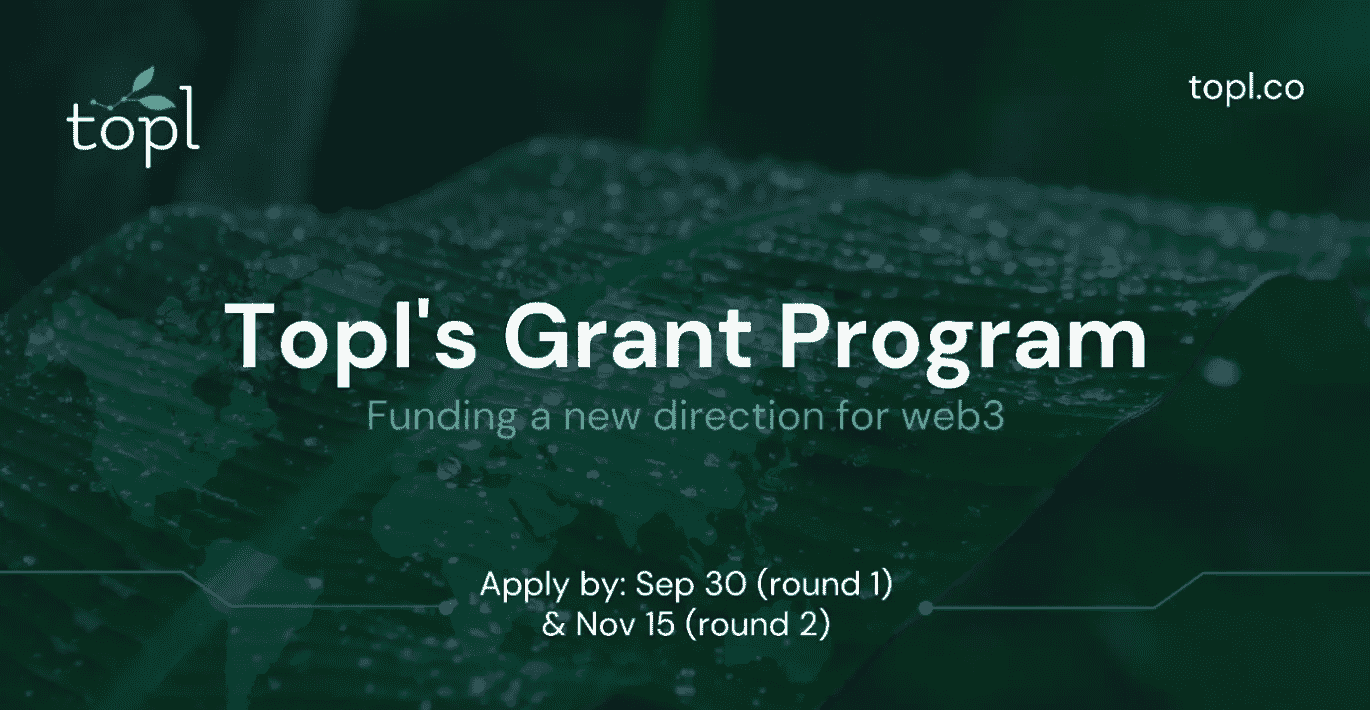 topl
topl.co
Topl's Grant Program
Funding a new direction for web3
Apply by: Sep 30 (round 1)
& Nov 15 (round 2)